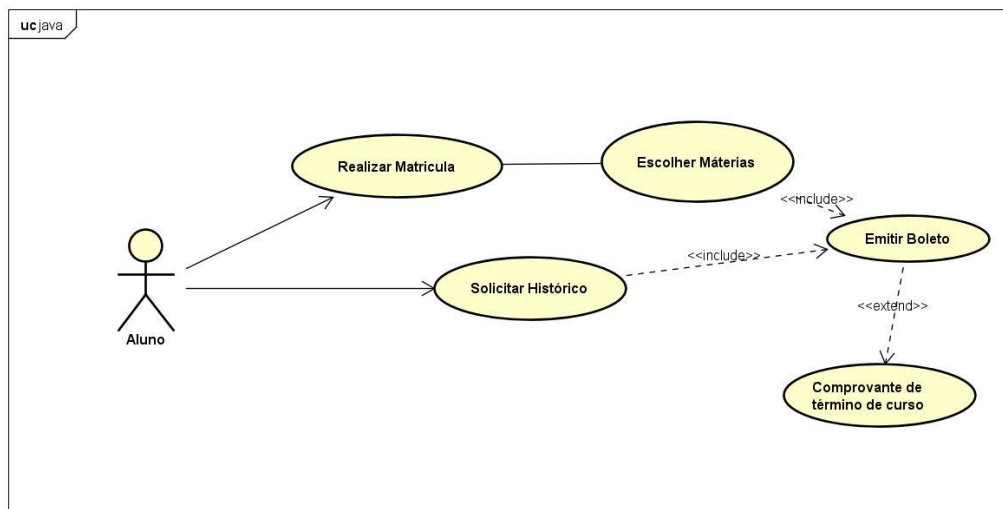 uc java
Realizar Matricula
Escolher Máterias
<<include>>
Emitir Boleto
<<include>>
Solicitar Histórico
<<extend>>
Aluno
Comprovante de
término de curso